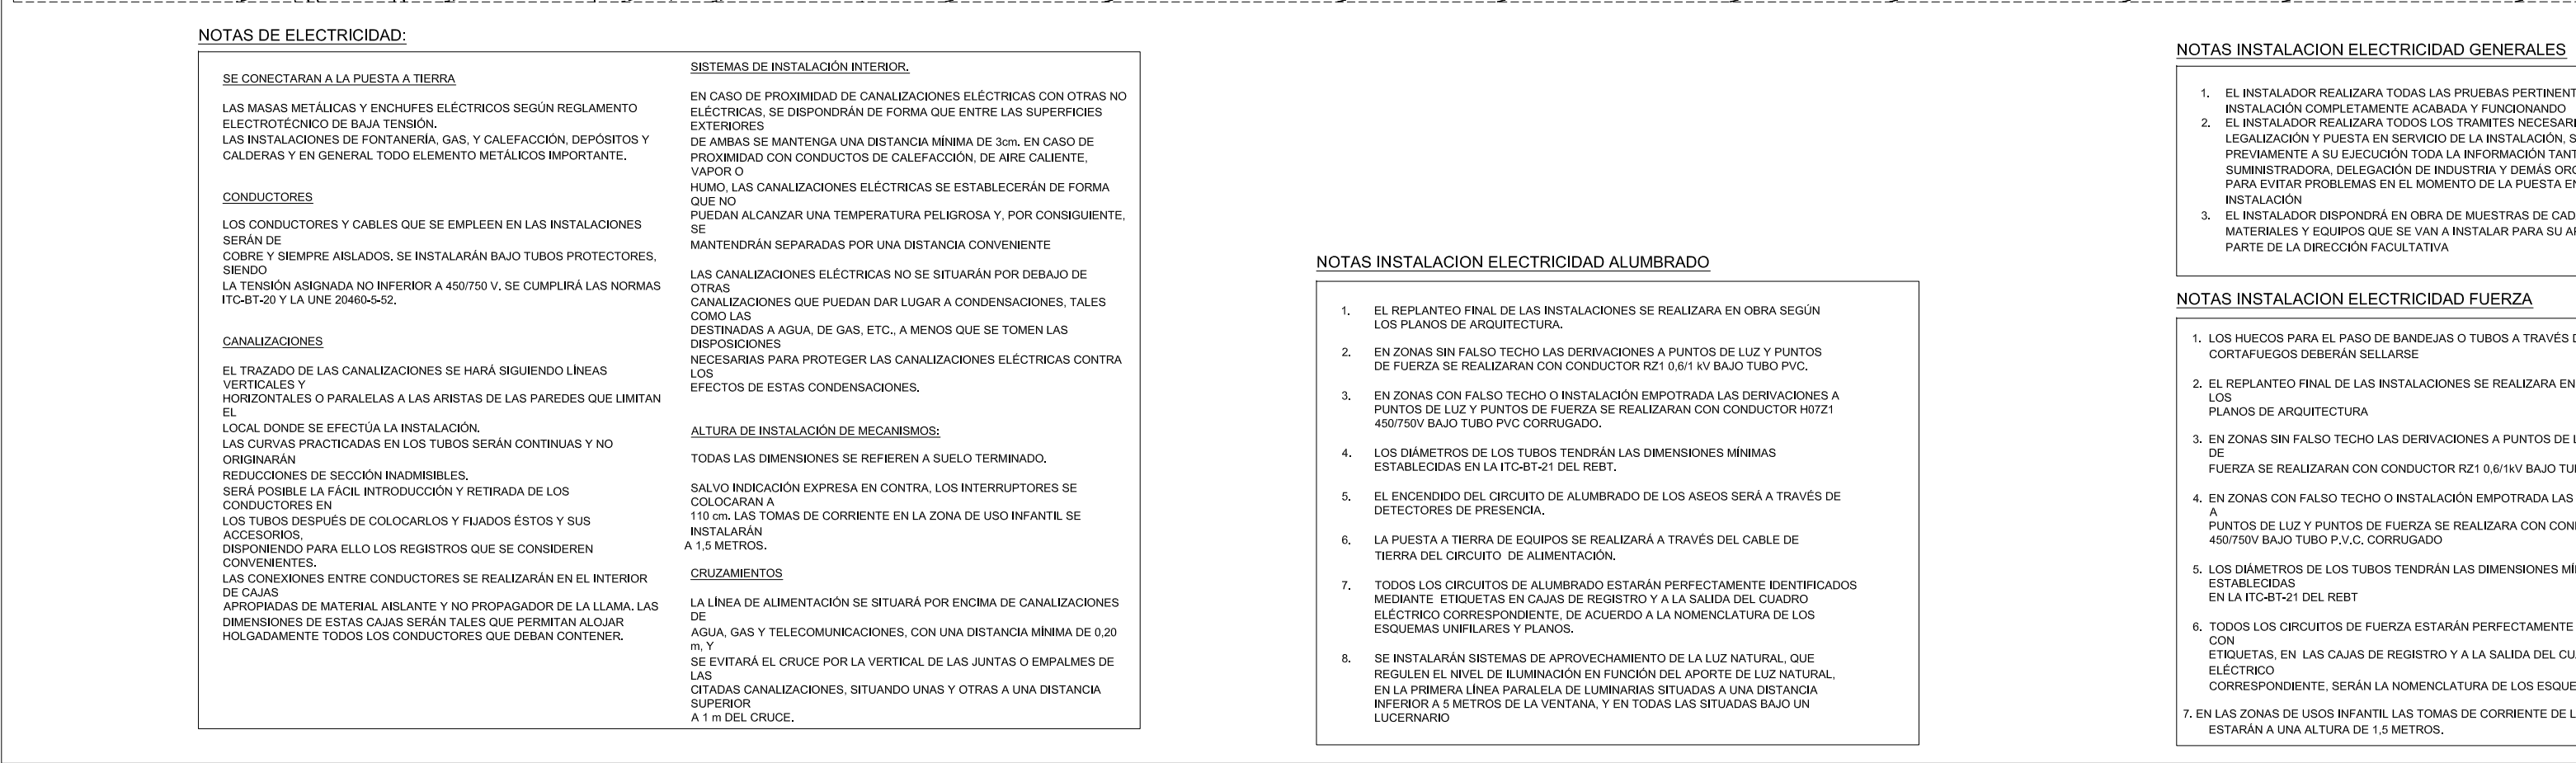 NOTAS DE ELECTRICIDAD:
SE CONECTARAN A LA PUESTA A TIERRA
LAS MASAS METÁLICAS Y ENCHUFES ELÉCTRICOS SEGÚN REGLAMENTO
ELECTROTÉCNICO DE BAJA TENSIÓN.
LAS INSTALACIONES DE FONTANERÍA, GAS, Y CALEFACCIÓN, DEPÓSITOS Y
CALDERAS Y EN GENERAL TODO ELEMENTO METÁLICOS IMPORTANTE.
CONDUCTORES
LOS CONDUCTORES Y CABLES QUE SE EMPLEEN EN LAS INSTALACIONES
SERÁN DE
COBRE Y SIEMPRE AISLADOS. SE INSTALARÁN BAJO TUBOS PROTECTORES,
SIENDO
LA TENSIÓN ASIGNADA NO INFERIOR A 450/750 V. SE CUMPLIRÁ LAS NORMAS
ITC-BT-20 Y LA UNE 20460-5-52.
CANALIZACIONES
EL TRAZADO DE LAS CANALIZACIONES SE HARÁ SIGUIENDO LÍNEAS
VERTICALES Y
HORIZONTALES O PARALELAS A LAS ARISTAS DE LAS PAREDES QUE LIMITAN
EL
LOCAL DONDE SE EFECTÚA LA INSTALACIÓN.
LAS CURVAS PRACTICADAS EN LOS TUBOS SERÁN CONTINUAS Y NO
ORIGINARÁN
REDUCCIONES DE SECCIÓN INADMISIBLES.
SERÁ POSIBLE LA FÁCIL INTRODUCCIÓN Y RETIRADA DE LOS
CONDUCTORES EN
LOS TUBOS DESPUÉS DE COLOCARLOS Y FIJADOS ÉSTOS Y SUS
ACCESORIOS,
DISPONIENDO PARA ELLO LOS REGISTROS QUE SE CONSIDEREN
CONVENIENTES.
LAS CONEXIONES ENTRE CONDUCTORES SE REALIZARÁN EN EL INTERIOR
DE CAJAS
APROPIADAS DE MATERIAL AISLANTE Y NO PROPAGADOR DE LA LLAMA. LAS
DIMENSIONES DE ESTAS CAJAS SERÁN TALES QUE PERMITAN ALOJAR
HOLGADAMENTE TODOS LOS CONDUCTORES QUE DEBAN CONTENER.
SISTEMAS DE INSTALACIÓN INTERIOR.
EN CASO DE PROXIMIDAD DE CANALIZACIONES ELÉCTRICAS CON OTRAS NO
ELÉCTRICAS, SE DISPONDRÁN DE FORMA QUE ENTRE LAS SUPERFICIES
EXTERIORES
DE AMBAS SE MANTENGA UNA DISTANCIA MÍNIMA DE 3cm. EN CASO DE
PROXIMIDAD CON CONDUCTOS DE CALEFACCIÓN, DE AIRE CALIENTE,
VAPOR O
HUMO, LAS CANALIZACIONES ELÉCTRICAS SE ESTABLECERÁN DE FORMA
QUE NO
PUEDAN ALCANZAR UNA TEMPERATURA PELIGROSA Y, POR CONSIGUIENTE,
SE
MANTENDRÁN SEPARADAS POR UNA DISTANCIA CONVENIENTE
LAS CANALIZACIONES ELÉCTRICAS NO SE SITUARÁN POR DEBAJO DE
OTRAS
CANALIZACIONES QUE PUEDAN DAR LUGAR A CONDENSACIONES, TALES
COMO LAS
DESTINADAS A AGUA, DE GAS, ETC., A MENOS QUE SE TOMEN LAS
DISPOSICIONES
NECESARIAS PARA PROTEGER LAS CANALIZACIONES ELÉCTRICAS CONTRA
LOS
EFECTOS DE ESTAS CONDENSACIONES.
ALTURA DE INSTALACIÓN DE MECANISMOS:
TODAS LAS DIMENSIONES SE REFIEREN A SUELO TERMINADO.
SALVO INDICACIÓN EXPRESA EN CONTRA, LOS INTERRUPTORES SE
COLOCARAN A
110 cm. LAS TOMAS DE CORRIENTE EN LA ZONA DE USO INFANTIL SE
INSTALARÁN
A 1,5 METROS.
CRUZAMIENTOS
LA LÍNEA DE ALIMENTACIÓN SE SITUARÁ POR ENCIMA DE CANALIZACIONES
DE
AGUA, GAS Y TELECOMUNICACIONES, CON UNA DISTANCIA MÍNIMA DE 0,20
m, Y
SE EVITARÁ EL CRUCE POR LA VERTICAL DE LAS JUNTAS O EMPALMES DE
LAS
CITADAS CANALIZACIONES, SITUANDO UNAS Y OTRAS A UNA DISTANCIA
SUPERIOR
A 1 m DEL CRUCE.
NOTAS INSTALACION ELECTRICIDAD ALUMBRADO
1. EL REPLANTEO FINAL DE LAS INSTALACIONES SE REALIZARA EN OBRA SEGÚN
LOS PLANOS DE ARQUITECTURA.
2. EN ZONAS SIN FALSO TECHO LAS DERIVACIONES A PUNTOS DE LUZ Y PUNTOS
DE FUERZA SE REALIZARAN CON CONDUCTOR RZ1 0,6/1 kV BAJO TUBO PVC.
3. EN ZONAS CON FALSO TECHO O INSTALACIÓN EMPOTRADA LAS DERIVACIONES A
PUNTOS DE LUZ Y PUNTOS DE FUERZA SE REALIZARAN CON CONDUCTOR H07Z1
450/750V BAJO TUBO PVC CORRUGADO.
4. LOS DIÁMETROS DE LOS TUBOS TENDRÁN LAS DIMENSIONES MÍNIMAS
ESTABLECIDAS EN LA ITC-BT-21 DEL REBT.
5. EL ENCENDIDO DEL CIRCUITO DE ALUMBRADO DE LOS ASEOS SERÁ A TRAVÉS DE
DETECTORES DE PRESENCIA.
6. LA PUESTA A TIERRA DE EQUIPOS SE REALIZARÁ A TRAVÉS DEL CABLE DE
TIERRA DEL CIRCUITO DE ALIMENTACIÓN.
7. TODOS LOS CIRCUITOS DE ALUMBRADO ESTARÁN PERFECTAMENTE IDENTIFICADOS
MEDIANTE ETIQUETAS EN CAJAS DE REGISTRO Y A LA SALIDA DEL CUADRO
ELÉCTRICO CORRESPONDIENTE, DE ACUERDO A LA NOMENCLATURA DE LOS
ESQUEMAS UNIFILARES Y PLANOS.
8. SE INSTALARÁN SISTEMAS DE APROVECHAMIENTO DE LA LUZ NATURAL, QUE
REGULEN EL NIVEL DE ILUMINACIÓN EN FUNCIÓN DEL APORTE DE LUZ NATURAL,
EN LA PRIMERA LÍNEA PARALELA DE LUMINARIAS SITUADAS A UNA DISTANCIA
INFERIOR A 5 METROS DE LA VENTANA, Y EN TODAS LAS SITUADAS BAJO UN
LUCERNARIO
NOTAS INSTALACION ELECTRICIDAD GENERALES
1. EL INSTALADOR REALIZARA TODAS LAS PRUEBAS PERTINENT
INSTALACIÓN COMPLETAMENTE ACABADA Y FUNCIONANDO
2. EL INSTALADOR REALIZARA TODOS LOS TRAMITES NECESARI
LEGALIZACIÓN Y PUESTA EN SERVICIO DE LA INSTALACIÓN, S
PREVIAMENTE A SU EJECUCIÓN TODA LA INFORMACIÓN TANT
SUMINISTRADORA, DELEGACIÓN DE INDUSTRIA Y DEMÁS ORG
PARA EVITAR PROBLEMAS EN EL MOMENTO DE LA PUESTA EN
INSTALACIÓN
3. EL INSTALADOR DISPONDRÁ EN OBRA DE MUESTRAS DE CAD
MATERIALES Y EQUIPOS QUE SE VAN A INSTALAR PARA SU AP
PARTE DE LA DIRECCIÓN FACULTATIVA
NOTAS INSTALACION ELECTRICIDAD FUERZA
1. LOS HUECOS PARA EL PASO DE BANDEJAS O TUBOS A TRAVÉS D
CORTAFUEGOS DEBERÁN SELLARSE
2. EL REPLANTEO FINAL DE LAS INSTALACIONES SE REALIZARA EN
LOS
PLANOS DE ARQUITECTURA
3. EN ZONAS SIN FALSO TECHO LAS DERIVACIONES A PUNTOS DE L
DE
FUERZA SE REALIZARAN CON CONDUCTOR RZ1 0,6/1kV BAJO TU
4. EN ZONAS CON FALSO TECHO O INSTALACIÓN EMPOTRADA LAS
A
PUNTOS DE LUZ Y PUNTOS DE FUERZA SE REALIZARA CON CON
450/750V BAJO TUBO P.V.C. CORRUGADO
5. LOS DIÁMETROS DE LOS TUBOS TENDRÁN LAS DIMENSIONES MÍ
ESTABLECIDAS
EN LA ITC-BT-21 DEL REBT
6. TODOS LOS CIRCUITOS DE FUERZA ESTARÁN PERFECTAMENTE
CON
ETIQUETAS, EN LAS CAJAS DE REGISTRO Y A LA SALIDA DEL CU
ELÉCTRICO
CORRESPONDIENTE, SERÁN LA NOMENCLATURA DE LOS ESQUE
7. EN LAS ZONAS DE USOS INFANTIL LAS TOMAS DE CORRIENTE DE L
ESTARÁN A UNA ALTURA DE 1,5 METROS.